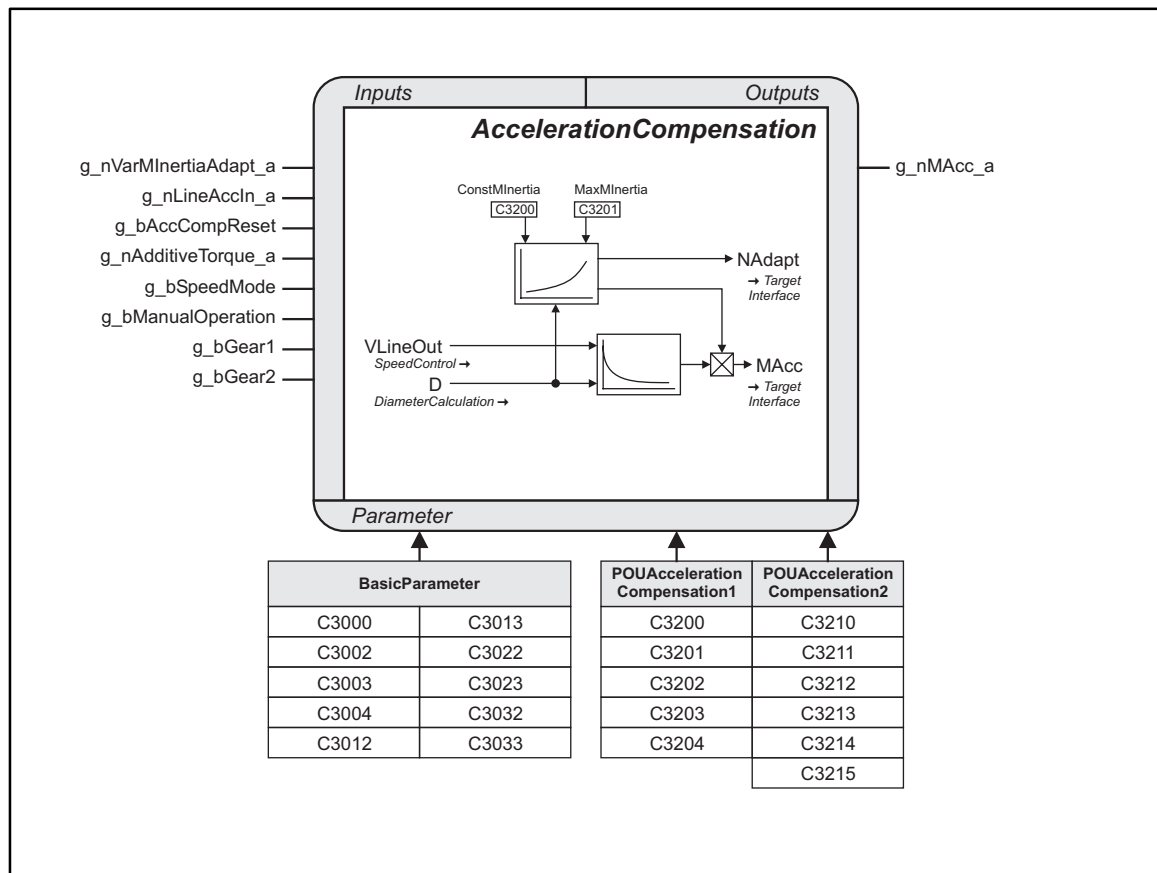 Inputs
Outputs
AccelerationCompensation
g_nVarMInertiaAdapt_a
g_nLineAccIn_a
g_bAccCompReset
g_nAdditiveTorque_a
g_bSpeedMode
g_bManualOperation
g_bGear1
g_bGear2
g_nMAcc_a
ConstMInertia
MaxMInertia
C3200
C3201
NAdapt
→ Target
Interface
VLineOut
SpeedControl →
D
DiameterCalculation →
MAcc
→ Target
Interface
Parameter
BasicParameter
C3000 C3013
C3002 C3022
C3003 C3023
C3004 C3032
C3012 C3033
POUAcceleration
Compensation1
C3200
C3201
C3202
C3203
C3204
POUAcceleration
Compensation2
C3210
C3211
C3212
C3213
C3214
C3215